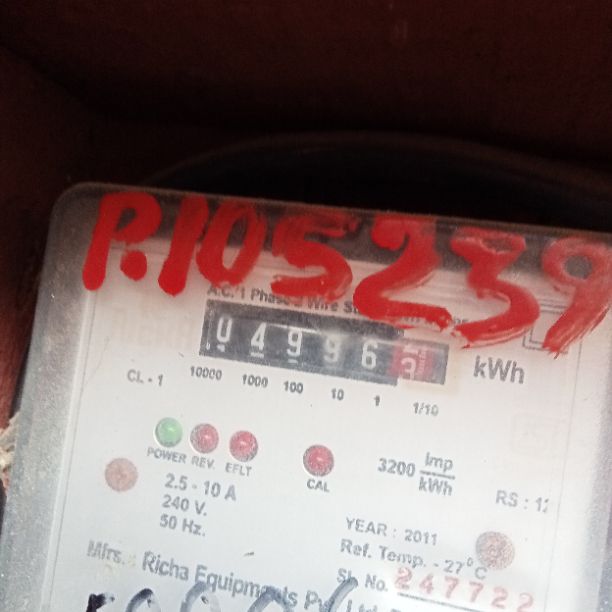 P.105239
A.C. 1 Phase 2 Wire
0 4 9 9 6 3
kWh
CL - 1
10000 1000 100 10 1 1/10
POWER REV. EFLT CAL
3200 Imp/kWh
2.5 - 10 A
240 V.
50 Hz.
RS : 12
YEAR : 2011
Ref. Temp. - 27°C
Mfrs. : Richa Equipments Pvt. Ltd.
SL. No. 247722